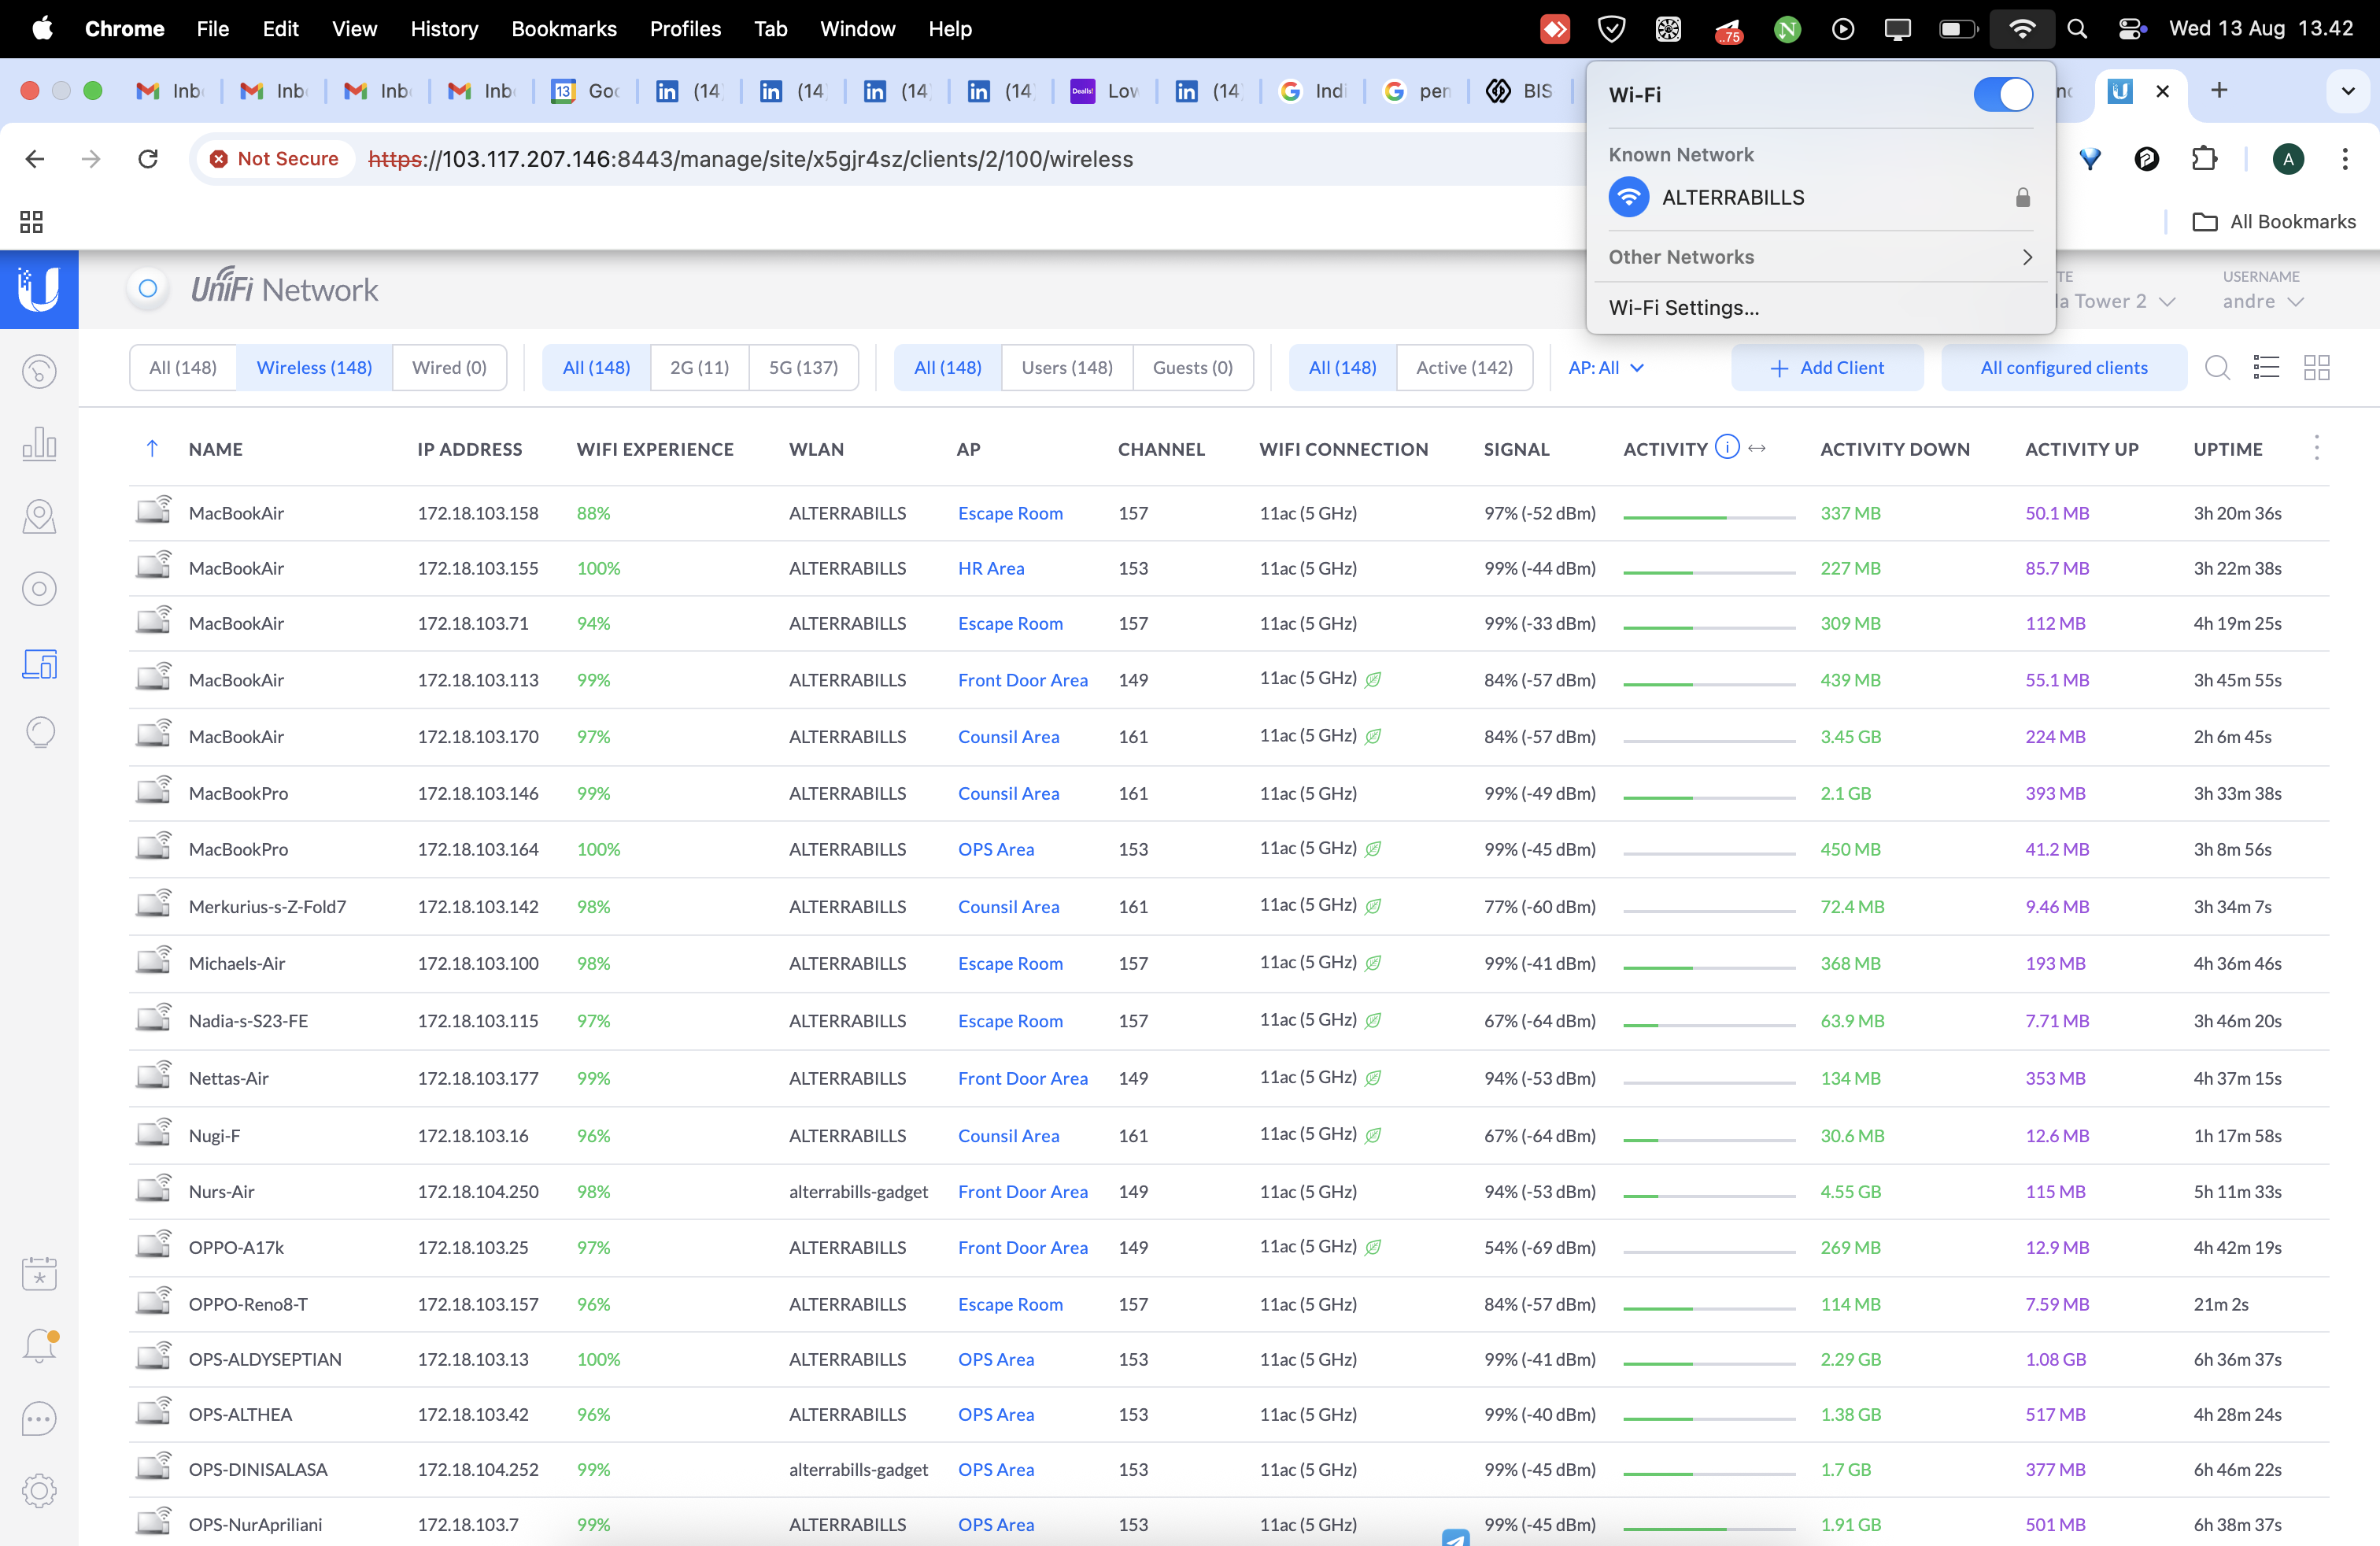 Chrome File Edit View History Bookmarks Profiles Tab Window Help ..75 N Wed 13 Aug 13.42
Inb Inb Inb Inb 13 Go (14 (14 (14 (14 Dealls! Lov (14 Indi pen BIS
Not Secure https://103.117.207.146:8443/manage/site/x5gjr4sz/clients/2/100/wireless A
All Bookmarks
Wi-Fi
Known Network
ALTERRABILLS
Other Networks
Wi-Fi Settings...
UniFi Network
la Tower 2
USERNAME
andre
All (148) Wireless (148) Wired (0) All (148) 2G (11) 5G (137) All (148) Users (148) Guests (0) All (148) Active (142) AP: All + Add Client All configured clients
NAME IP ADDRESS WIFI EXPERIENCE WLAN AP CHANNEL WIFI CONNECTION SIGNAL ACTIVITY ACTIVITY DOWN ACTIVITY UP UPTIME
MacBookAir 172.18.103.158 88% ALTERRABILLS Escape Room 157 11ac (5 GHz) 97% (-52 dBm) 337 MB 50.1 MB 3h 20m 36s
MacBookAir 172.18.103.155 100% ALTERRABILLS HR Area 153 11ac (5 GHz) 99% (-44 dBm) 227 MB 85.7 MB 3h 22m 38s
MacBookAir 172.18.103.71 94% ALTERRABILLS Escape Room 157 11ac (5 GHz) 99% (-33 dBm) 309 MB 112 MB 4h 19m 25s
MacBookAir 172.18.103.113 99% ALTERRABILLS Front Door Area 149 11ac (5 GHz) 84% (-57 dBm) 439 MB 55.1 MB 3h 45m 55s
MacBookAir 172.18.103.170 97% ALTERRABILLS Counsil Area 161 11ac (5 GHz) 84% (-57 dBm) 3.45 GB 224 MB 2h 6m 45s
MacBookPro 172.18.103.146 99% ALTERRABILLS Counsil Area 161 11ac (5 GHz) 99% (-49 dBm) 2.1 GB 393 MB 3h 33m 38s
MacBookPro 172.18.103.164 100% ALTERRABILLS OPS Area 153 11ac (5 GHz) 99% (-45 dBm) 450 MB 41.2 MB 3h 8m 56s
Merkurius-s-Z-Fold7 172.18.103.142 98% ALTERRABILLS Counsil Area 161 11ac (5 GHz) 77% (-60 dBm) 72.4 MB 9.46 MB 3h 34m 7s
Michaels-Air 172.18.103.100 98% ALTERRABILLS Escape Room 157 11ac (5 GHz) 99% (-41 dBm) 368 MB 193 MB 4h 36m 46s
Nadia-s-S23-FE 172.18.103.115 97% ALTERRABILLS Escape Room 157 11ac (5 GHz) 67% (-64 dBm) 63.9 MB 7.71 MB 3h 46m 20s
Nettas-Air 172.18.103.177 99% ALTERRABILLS Front Door Area 149 11ac (5 GHz) 94% (-53 dBm) 134 MB 353 MB 4h 37m 15s
Nugi-F 172.18.103.16 96% ALTERRABILLS Counsil Area 161 11ac (5 GHz) 67% (-64 dBm) 30.6 MB 12.6 MB 1h 17m 58s
Nurs-Air 172.18.104.250 98% alterrabills-gadget Front Door Area 149 11ac (5 GHz) 94% (-53 dBm) 4.55 GB 115 MB 5h 11m 33s
OPPO-A17k 172.18.103.25 97% ALTERRABILLS Front Door Area 149 11ac (5 GHz) 54% (-69 dBm) 269 MB 12.9 MB 4h 42m 19s
OPPO-Reno8-T 172.18.103.157 96% ALTERRABILLS Escape Room 157 11ac (5 GHz) 84% (-57 dBm) 114 MB 7.59 MB 21m 2s
OPS-ALDYSEPTIAN 172.18.103.13 100% ALTERRABILLS OPS Area 153 11ac (5 GHz) 99% (-41 dBm) 2.29 GB 1.08 GB 6h 36m 37s
OPS-ALTHEA 172.18.103.42 96% ALTERRABILLS OPS Area 153 11ac (5 GHz) 99% (-40 dBm) 1.38 GB 517 MB 4h 28m 24s
OPS-DINISALASA 172.18.104.252 99% alterrabills-gadget OPS Area 153 11ac (5 GHz) 99% (-45 dBm) 1.7 GB 377 MB 6h 46m 22s
OPS-NurApriliani 172.18.103.7 99% ALTERRABILLS OPS Area 153 11ac (5 GHz) 99% (-45 dBm) 1.91 GB 501 MB 6h 38m 37s